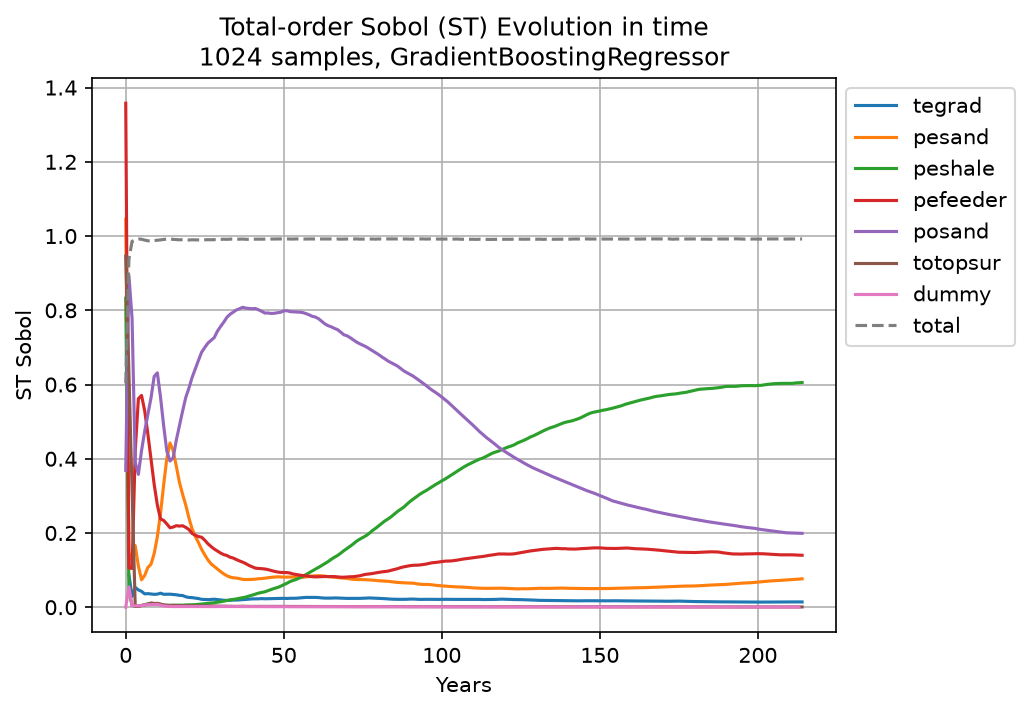 Total-order Sobol (ST) Evolution in time
1024 samples, GradientBoostingRegressor
1.4
1.2
1.0
0.8
0.6
0.4
0.2
0.0
ST Sobol
0
50
100
150
200
Years
tegrad
pesand
peshale
pefeeder
posand
totopsur
dummy
total